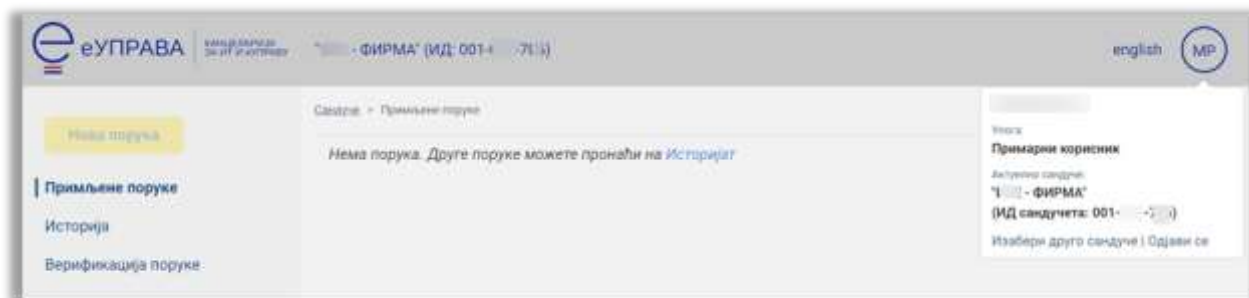 еУПРАВА
- ФИРМА" (ИД: 001-
english
МР
Сандуче > Примљене поруке
Нова порука
Нема порука. Друге поруке можете пронаћи на Историјат
Примљене поруке
Историја
Верификација поруке
Улога:
Примарни корисник
Актуелно сандуче:
- ФИРМА"
(ИД сандучета: 001-
Изабери друго сандуче | Одјави се